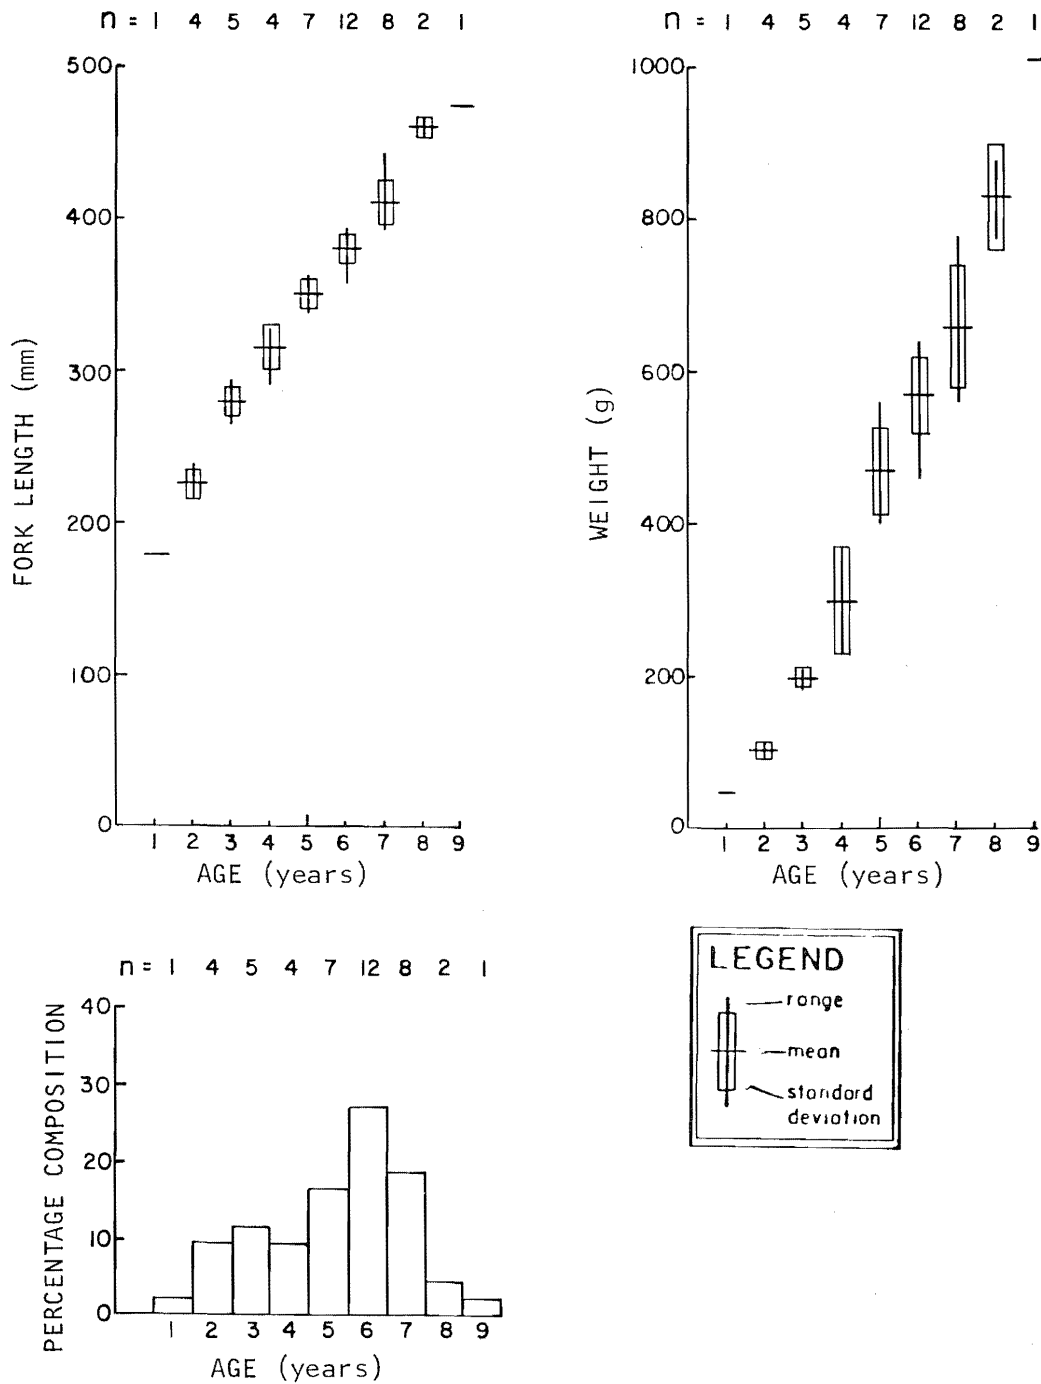 n = 1 4 5 4 7 12 8 2 1
500
400
300
200
100
0
FORK LENGTH (mm)
1 2 3 4 5 6 7 8 9
AGE (years)
n = 1 4 5 4 7 12 8 2 1
1000
800
600
400
200
0
WEIGHT (g)
1 2 3 4 5 6 7 8 9
AGE (years)
n = 1 4 5 4 7 12 8 2 1
40
30
20
10
0
PERCENTAGE COMPOSITION
1 2 3 4 5 6 7 8 9
AGE (years)
LEGEND
range
mean
standard
deviation